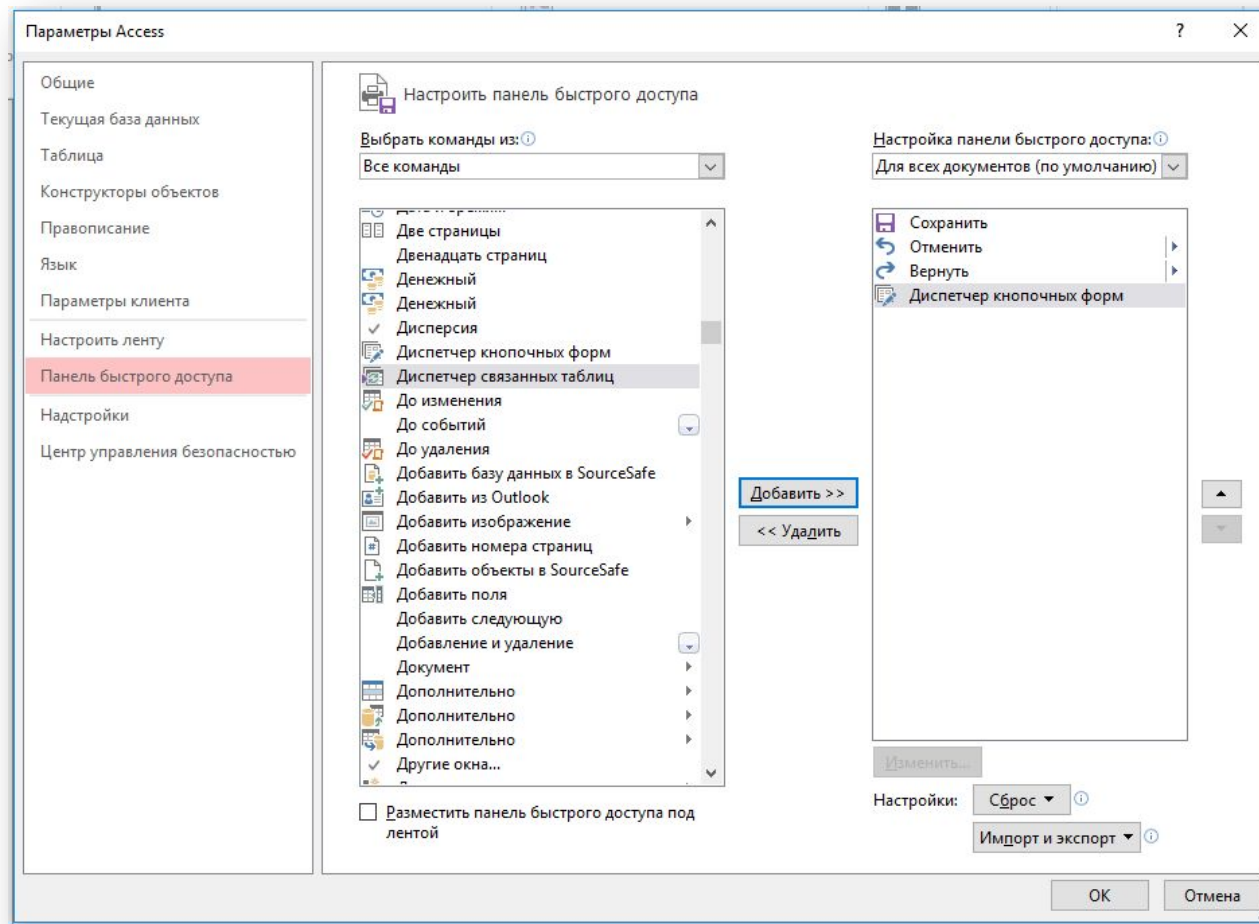 Параметры Access
?
Общие
Текущая база данных
Таблица
Конструкторы объектов
Правописание
Язык
Параметры клиента
Настроить ленту
Панель быстрого доступа
Надстройки
Центр управления безопасностью
Настроить панель быстрого доступа
Выбрать команды из:
Все команды
Две страницы
Двенадцать страниц
Денежный
Денежный
Дисперсия
Диспетчер кнопочных форм
Диспетчер связанных таблиц
До изменения
До событий
До удаления
Добавить базу данных в SourceSafe
Добавить из Outlook
Добавить изображение
Добавить номера страниц
Добавить объекты в SourceSafe
Добавить поля
Добавить следующую
Добавление и удаление
Документ
Дополнительно
Дополнительно
Дополнительно
Другие окна...
Разместить панель быстрого доступа под
лентой
Добавить >>
<< Удалить
Настройка панели быстрого доступа:
Для всех документов (по умолчанию)
Сохранить
Отменить
Вернуть
Диспетчер кнопочных форм
Изменить...
Настройки:
Сброс
Импорт и экспорт
ОК
Отмена